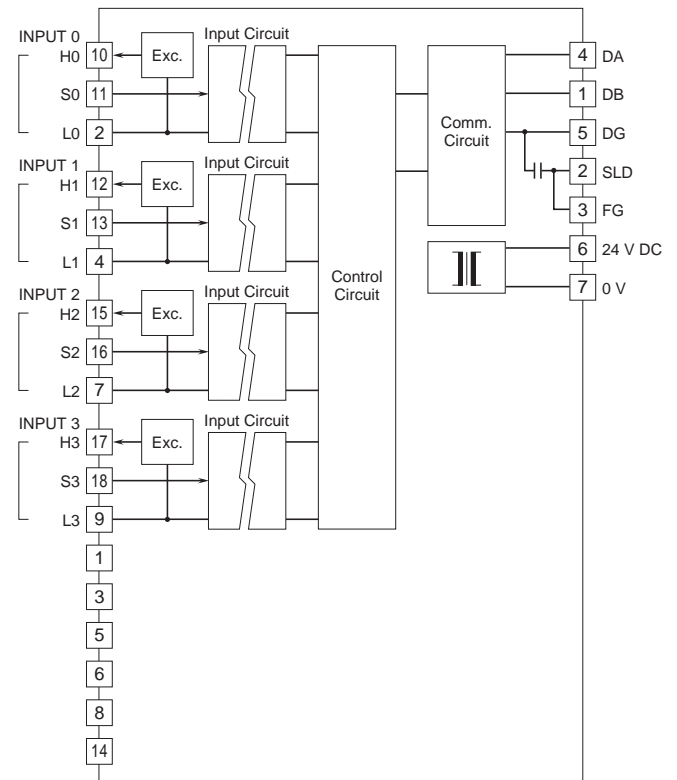 INPUT 0
H0 10 Exc. Input Circuit
S0 11
L0 2
INPUT 1
H1 12 Exc. Input Circuit
S1 13
L1 4
INPUT 2
H2 15 Exc. Input Circuit
S2 16
L2 7
INPUT 3
H3 17 Exc. Input Circuit
S3 18
L3 9
1
3
5
6
8
14
Control
Circuit
Comm.
Circuit
4 DA
1 DB
5 DG
2 SLD
3 FG
6 24 V DC
7 0 V